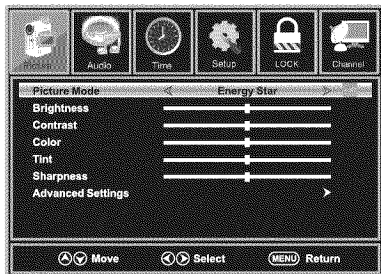 Picture Audio Time Setup LOCK Channel
Picture Mode Energy Star
Brightness
Contrast
Color
Tint
Sharpness
Advanced Settings
Move Select MENU Return